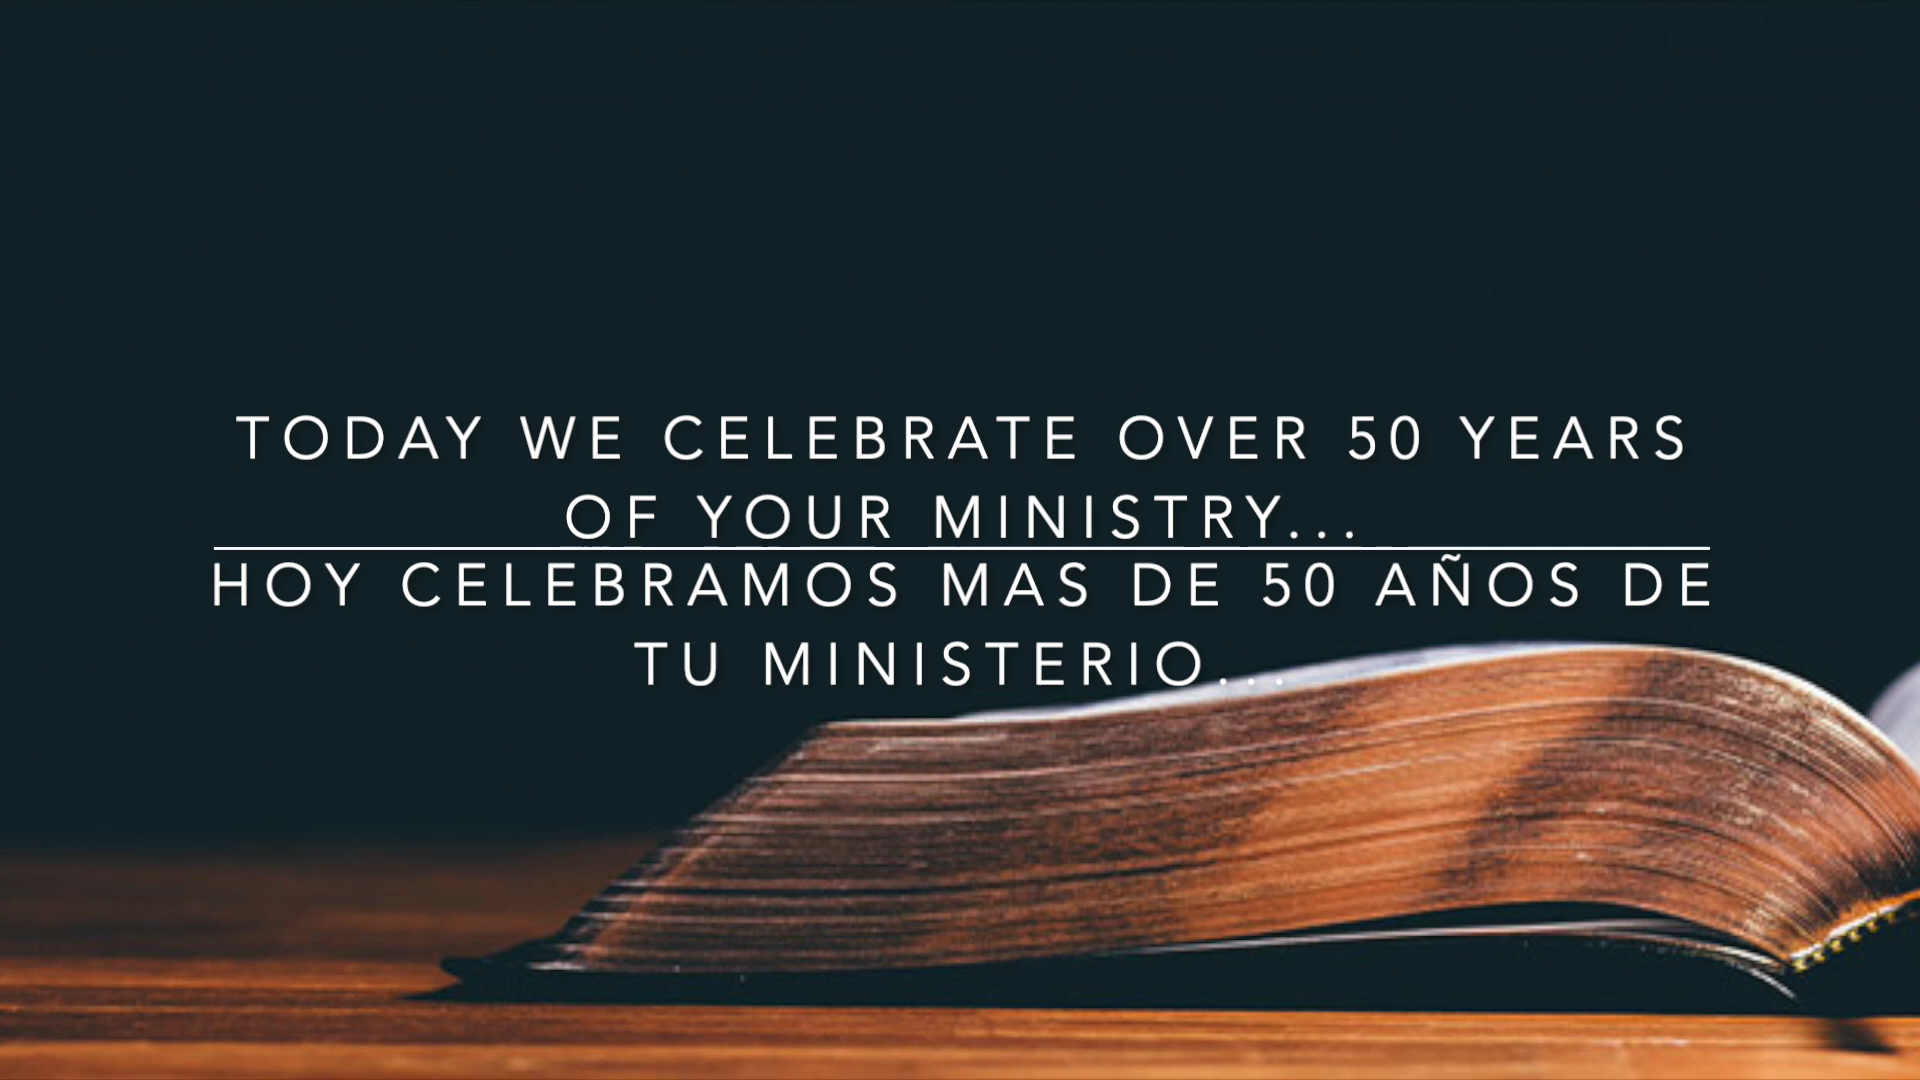 TODAY WE CELEBRATE OVER 50 YEARS
OF YOUR MINISTRY...
HOY CELEBRAMOS MAS DE 50 AÑOS DE
TU MINISTERIO...